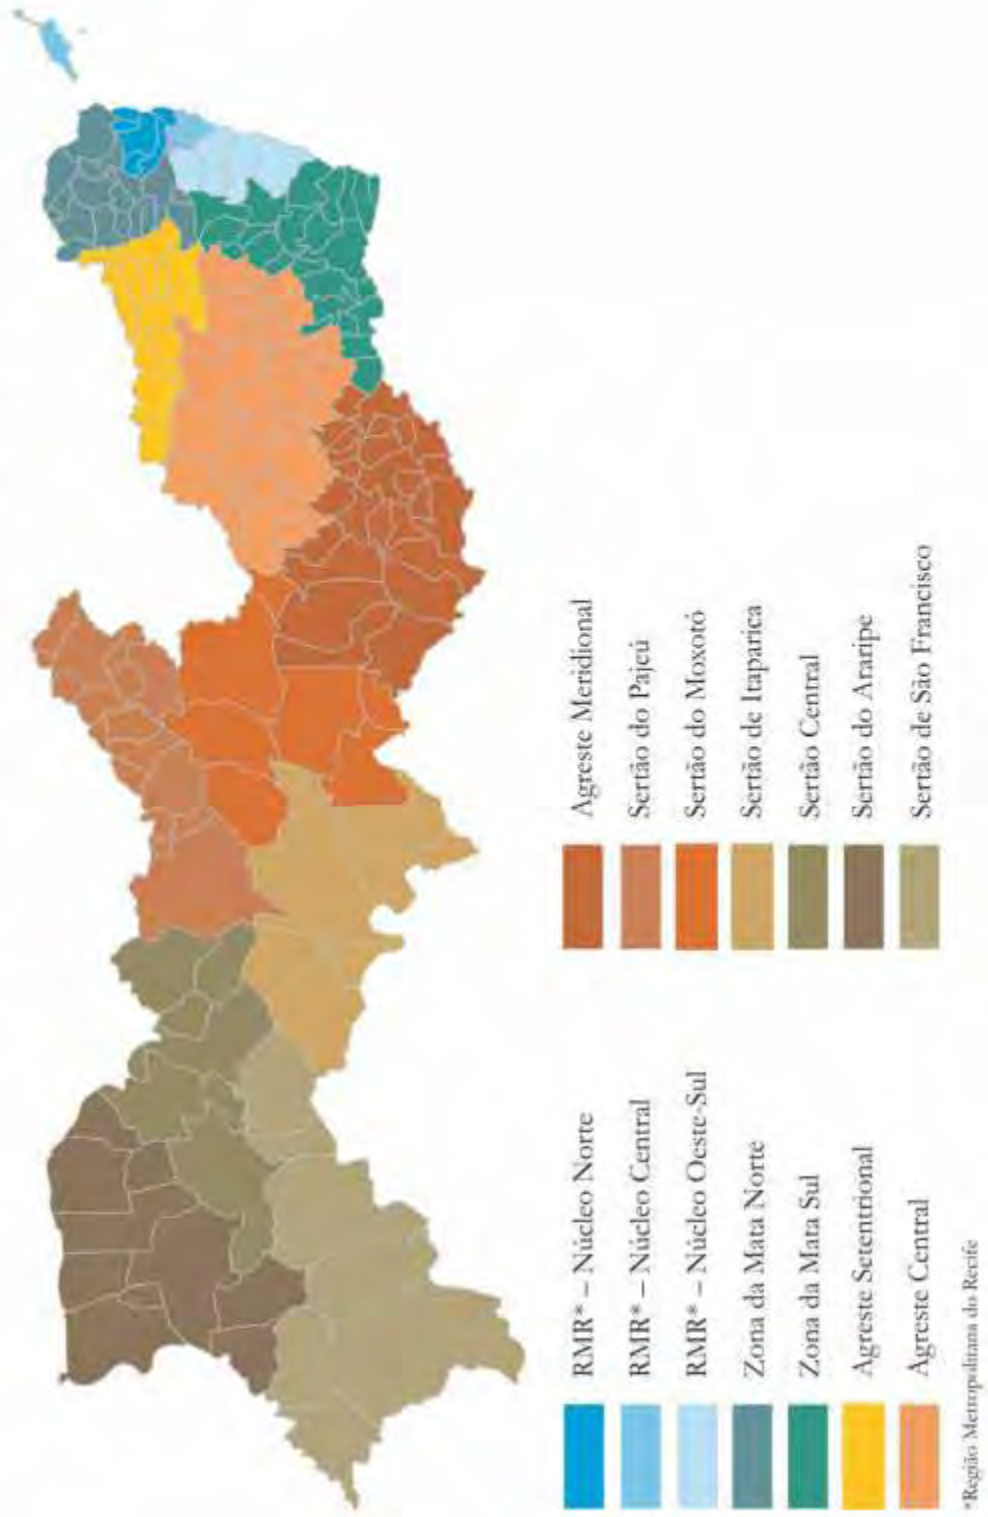 RMR* – Núcleo Norte
RMR* – Núcleo Central
RMR* – Núcleo Oeste-Sul
Zona da Mata Norte
Zona da Mata Sul
Agreste Setentrional
Agreste Central
Agreste Meridional
Sertão do Pajeú
Sertão do Moxotó
Sertão de Itaparica
Sertão Central
Sertão do Araripe
Sertão de São Francisco
*Região Metropolitana do Recife